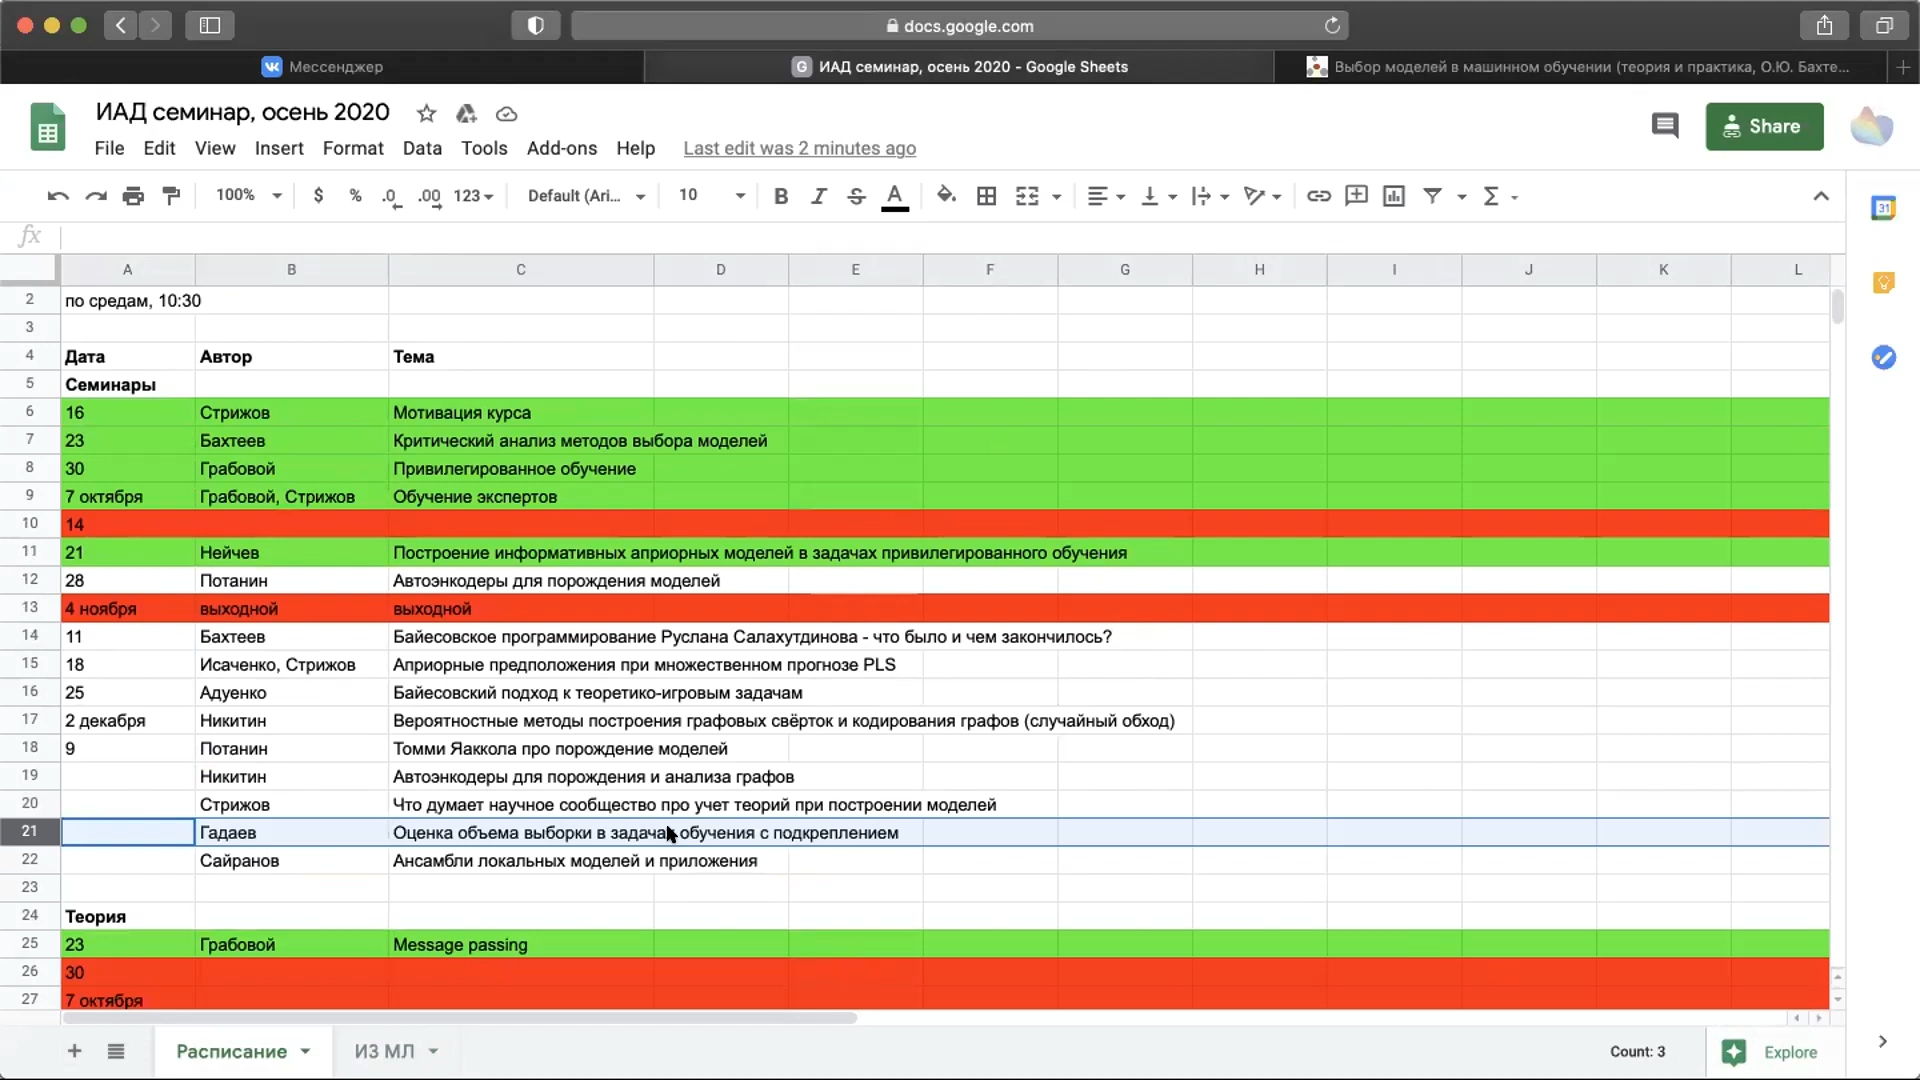 docs.google.com
Мессенджер
ИАД семинар, осень 2020 - Google Sheets
Выбор моделей в машинном обучении (теория и практика, О.Ю. Бахте...
ИАД семинар, осень 2020
File Edit View Insert Format Data Tools Add-ons Help Last edit was 2 minutes ago
Share
100% $ % .0 .00 123 Default (Ari... 10 B I S A
31
fx
A B C D E F G H I J K L
2 по средам, 10:30
3
4 Дата Автор Тема
5 Семинары
6 16 Стрижов Мотивация курса
7 23 Бахтеев Критический анализ методов выбора моделей
8 30 Грабовой Привилегированное обучение
9 7 октября Грабовой, Стрижов Обучение экспертов
10 14
11 21 Нейчев Построение информативных априорных моделей в задачах привилегированного обучения
12 28 Потанин Автоэнкодеры для порождения моделей
13 4 ноября выходной выходной
14 11 Бахтеев Байесовское программирование Руслана Салахутдинова - что было и чем закончилось?
15 18 Исаченко, Стрижов Априорные предположения при множественном прогнозе PLS
16 25 Адуенко Байесовский подход к теоретико-игровым задачам
17 2 декабря Никитин Вероятностные методы построения графовых свёрток и кодирования графов (случайный обход)
18 9 Потанин Томми Яаккола про порождение моделей
19 Никитин Автоэнкодеры для порождения и анализа графов
20 Стрижов Что думает научное сообщество про учет теорий при построении моделей
21 Гадаев Оценка объема выборки в задачах обучения с подкреплением
22 Сайранов Ансамбли локальных моделей и приложения
23
24 Теория
25 23 Грабовой Message passing
26 30
27 7 октября
Расписание ИЗ МЛ Count: 3 Explore